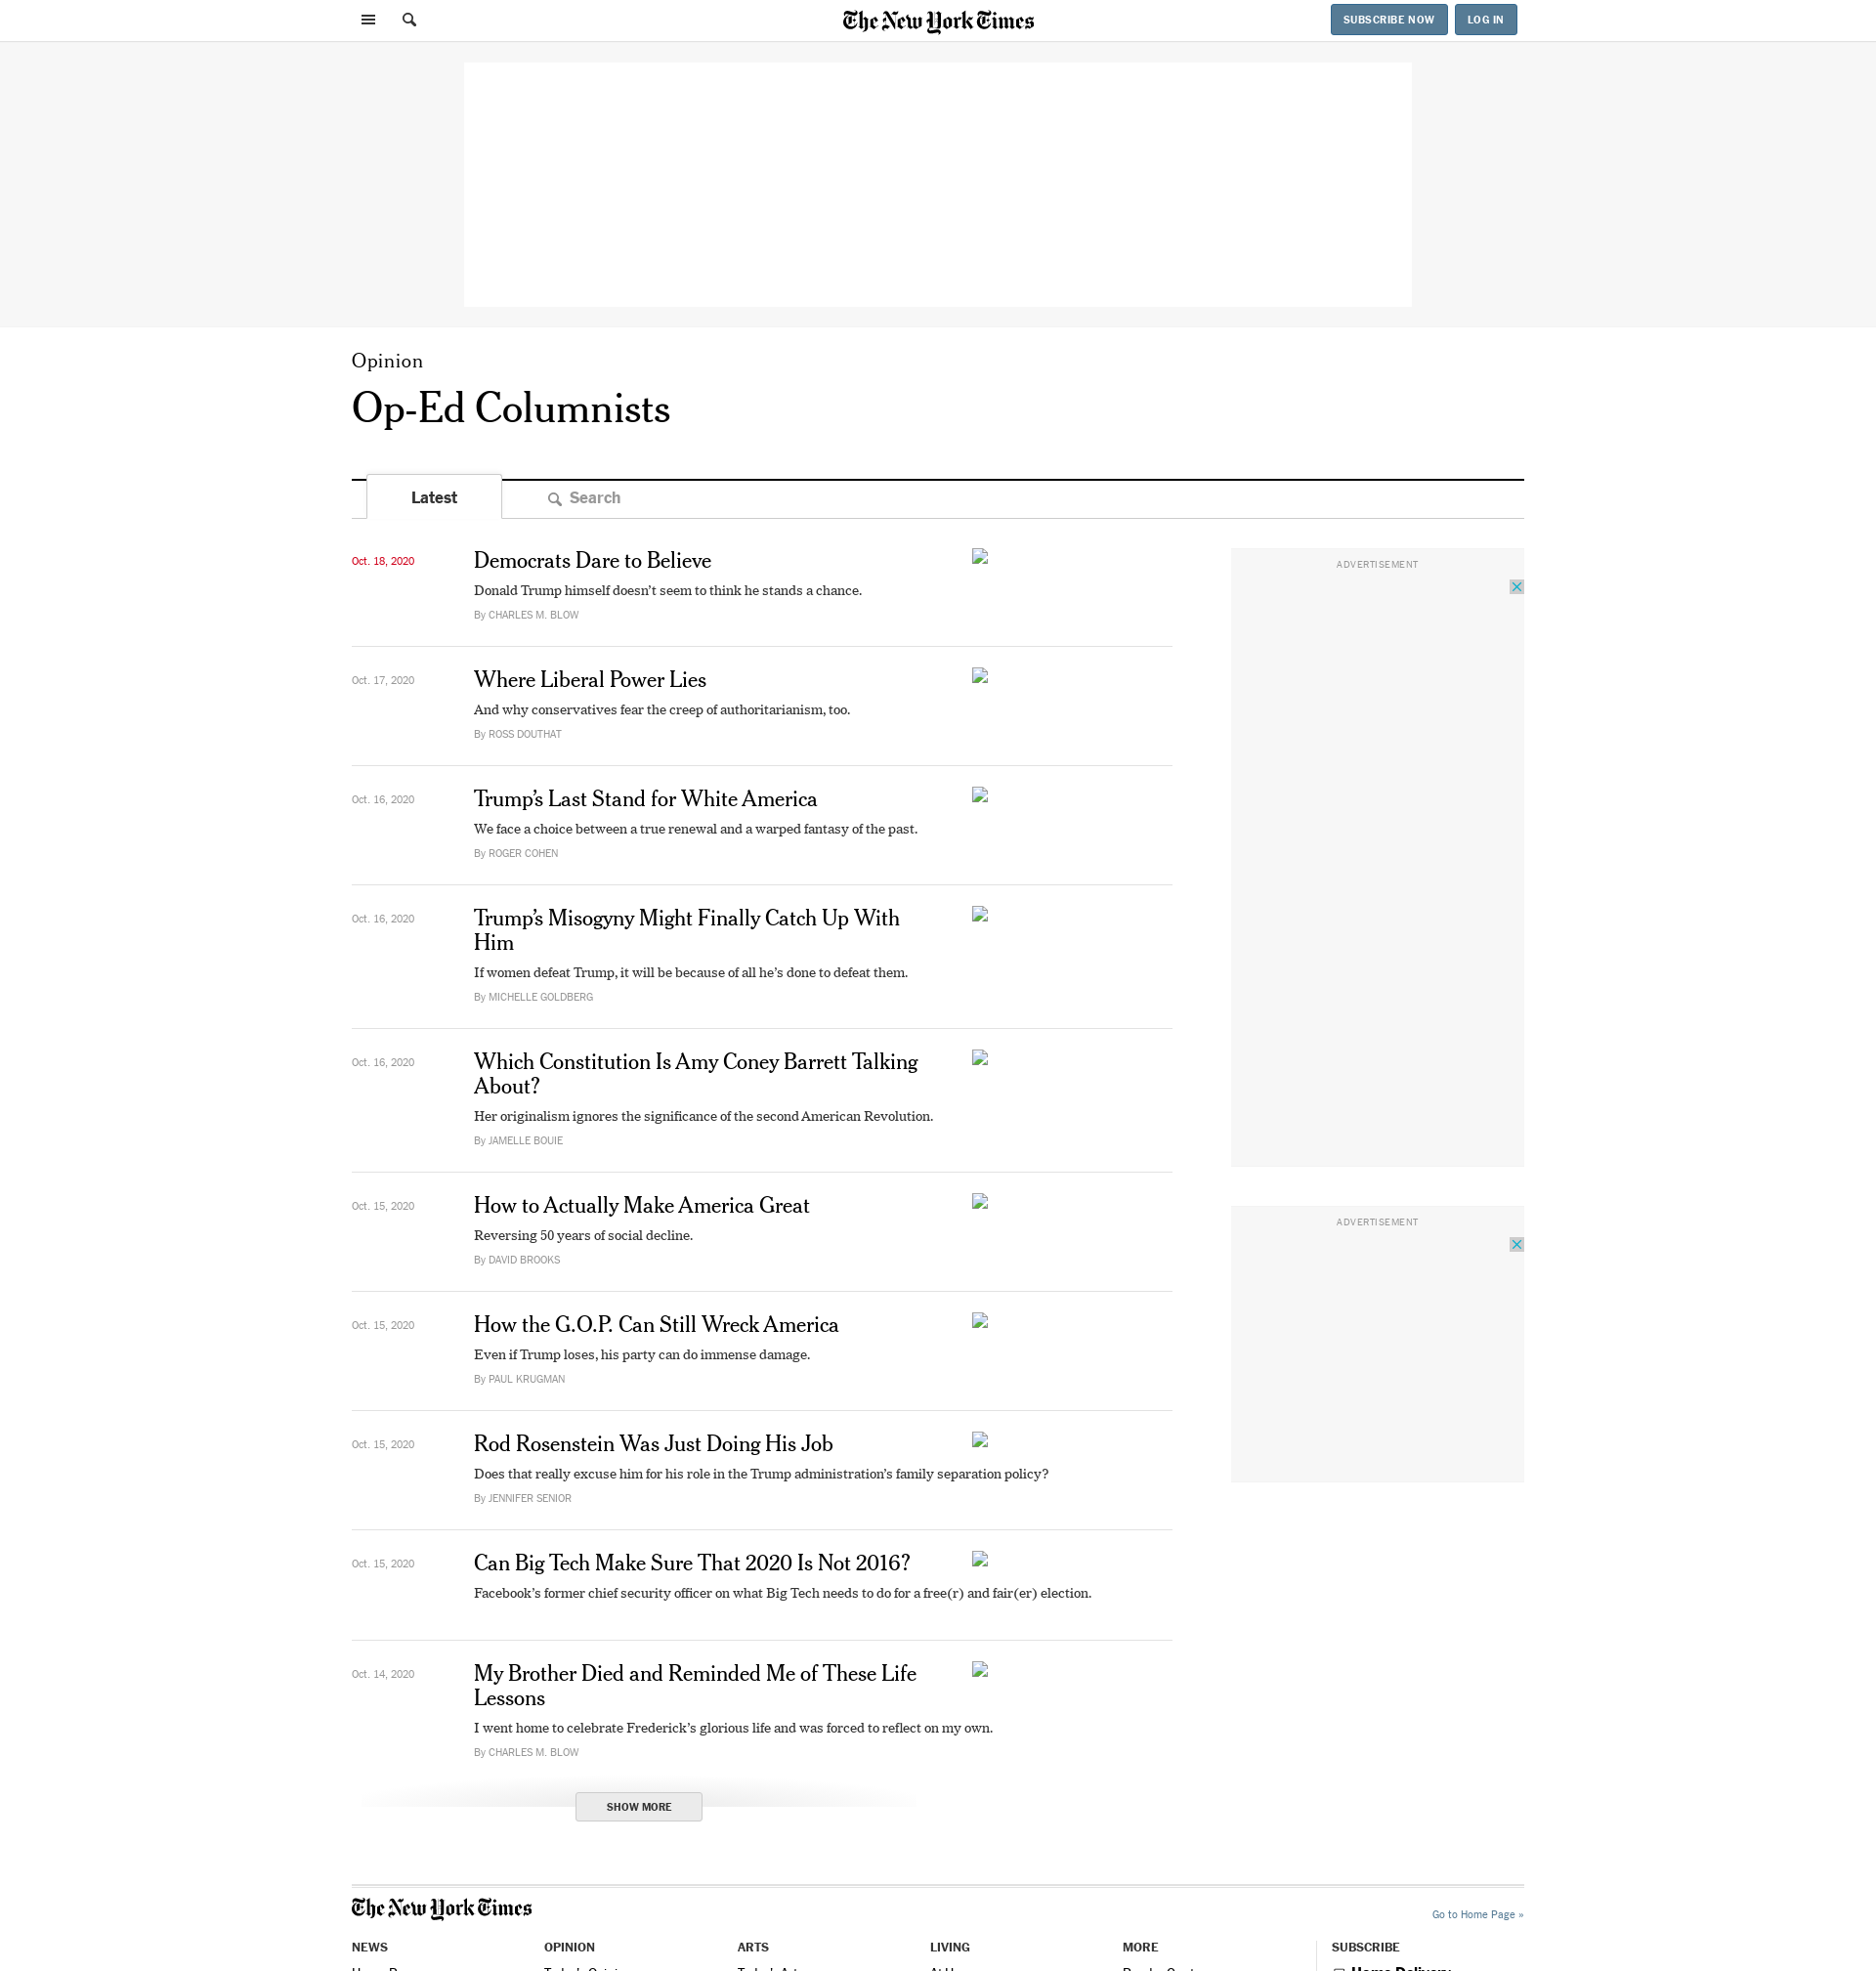 The New York Times
SUBSCRIBE NOW
LOG IN
Opinion
Op-Ed Columnists
Latest
Search
Oct. 18, 2020
Democrats Dare to Believe
Donald Trump himself doesn’t seem to think he stands a chance.
By CHARLES M. BLOW
ADVERTISEMENT
Oct. 17, 2020
Where Liberal Power Lies
And why conservatives fear the creep of authoritarianism, too.
By ROSS DOUTHAT
Oct. 16, 2020
Trump’s Last Stand for White America
We face a choice between a true renewal and a warped fantasy of the past.
By ROGER COHEN
Oct. 16, 2020
Trump’s Misogyny Might Finally Catch Up With
Him
If women defeat Trump, it will be because of all he’s done to defeat them.
By MICHELLE GOLDBERG
Oct. 16, 2020
Which Constitution Is Amy Coney Barrett Talking
About?
Her originalism ignores the significance of the second American Revolution.
By JAMELLE BOUIE
Oct. 15, 2020
How to Actually Make America Great
Reversing 50 years of social decline.
By DAVID BROOKS
ADVERTISEMENT
Oct. 15, 2020
How the G.O.P. Can Still Wreck America
Even if Trump loses, his party can do immense damage.
By PAUL KRUGMAN
Oct. 15, 2020
Rod Rosenstein Was Just Doing His Job
Does that really excuse him for his role in the Trump administration’s family separation policy?
By JENNIFER SENIOR
Oct. 15, 2020
Can Big Tech Make Sure That 2020 Is Not 2016?
Facebook’s former chief security officer on what Big Tech needs to do for a free(r) and fair(er) election.
Oct. 14, 2020
My Brother Died and Reminded Me of These Life
Lessons
I went home to celebrate Frederick’s glorious life and was forced to reflect on my own.
By CHARLES M. BLOW
SHOW MORE
The New York Times
Go to Home Page »
NEWS
OPINION
ARTS
LIVING
MORE
SUBSCRIBE